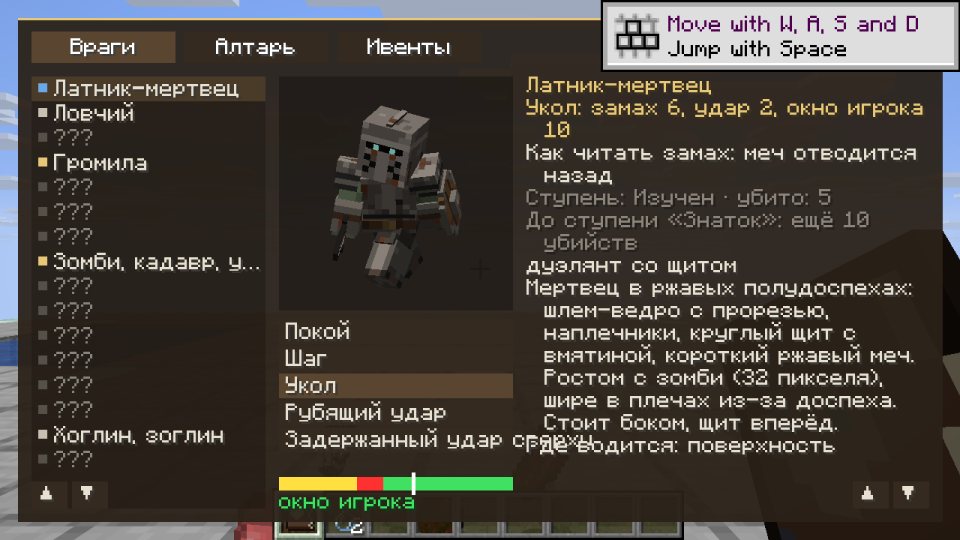 Враги
Алтарь
Ивенты
Move with W, A, S and D
Jump with Space
Латник-мертвец
Ловчий
???
Громила
???
???
???
Зомби, кадавр, у...
???
???
???
???
???
???
Хоглин, зоглин
???
Покой
Шаг
Укол
Рубящий удар
Задержанный удар сверху
окно игрока
Латник-мертвец
Укол: замах 6, удар 2, окно игрока
10
Как читать замах: меч отводится
назад
Ступень: Изучен · убито: 5
До ступени «Знаток»: ещё 10
убийств
дуэлянт со щитом
Мертвец в ржавых полудоспехах:
шлем-ведро с прорезью,
наплечники, круглый щит с
вмятиной, короткий ржавый меч.
Ростом с зомби (32 пикселя),
шире в плечах из-за доспеха.
Стоит боком, щит вперёд.
Где водится: поверхность
2